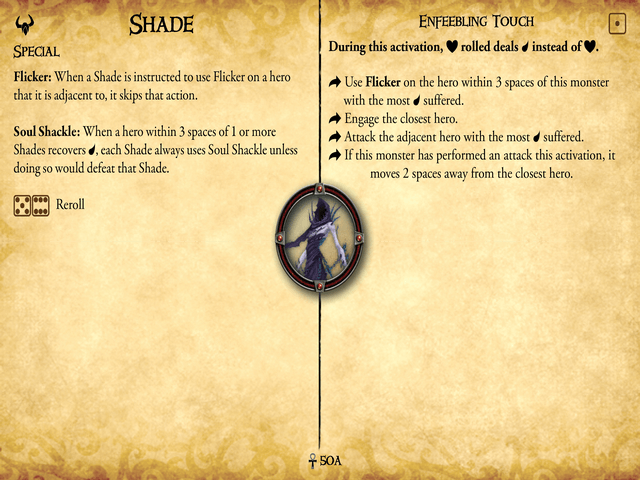 Shade
Special
Flicker: When a Shade is instructed to use Flicker on a hero
that it is adjacent to, it skips that action.
Soul Shackle: When a hero within 3 spaces of 1 or more
Shades recovers , each Shade always uses Soul Shackle unless
doing so would defeat that Shade.
Reroll
Enfeebling Touch
During this activation, ♥ rolled deals instead of ♥.
Use Flicker on the hero within 3 spaces of this monster
with the most suffered.
Engage the closest hero.
Attack the adjacent hero with the most suffered.
If this monster has performed an attack this activation, it
moves 2 spaces away from the closest hero.
50A